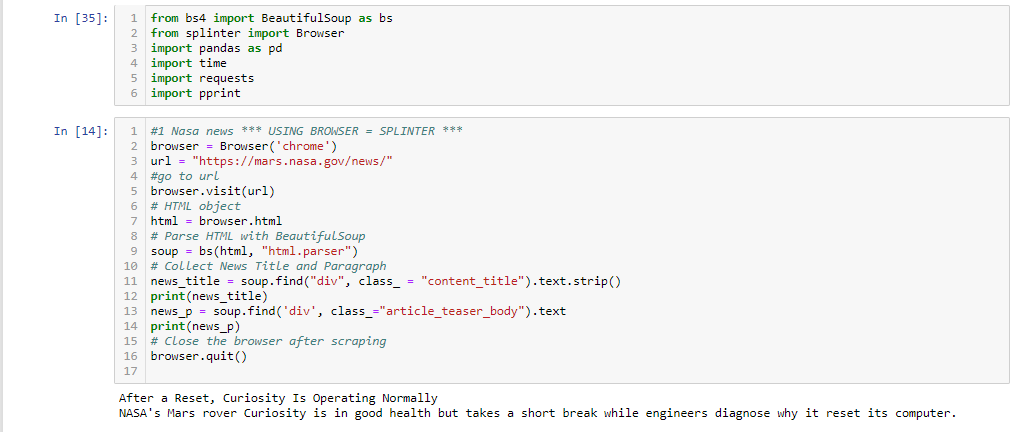 In [35]:
1 from bs4 import BeautifulSoup as bs
2 from splinter import Browser
3 import pandas as pd
4 import time
5 import requests
6 import pprint
In [14]:
1 #1 Nasa news *** USING BROWSER = SPLINTER ***
2 browser = Browser('chrome')
3 url = "https://mars.nasa.gov/news/"
4 #go to url
5 browser.visit(url)
6 # HTML object
7 html = browser.html
8 # Parse HTML with BeautifulSoup
9 soup = bs(html, "html.parser")
10 # Collect News Title and Paragraph
11 news_title = soup.find("div", class_ = "content_title").text.strip()
12 print(news_title)
13 news_p = soup.find('div', class_="article_teaser_body").text
14 print(news_p)
15 # Close the browser after scraping
16 browser.quit()
17
After a Reset, Curiosity Is Operating Normally
NASA's Mars rover Curiosity is in good health but takes a short break while engineers diagnose why it reset its computer.